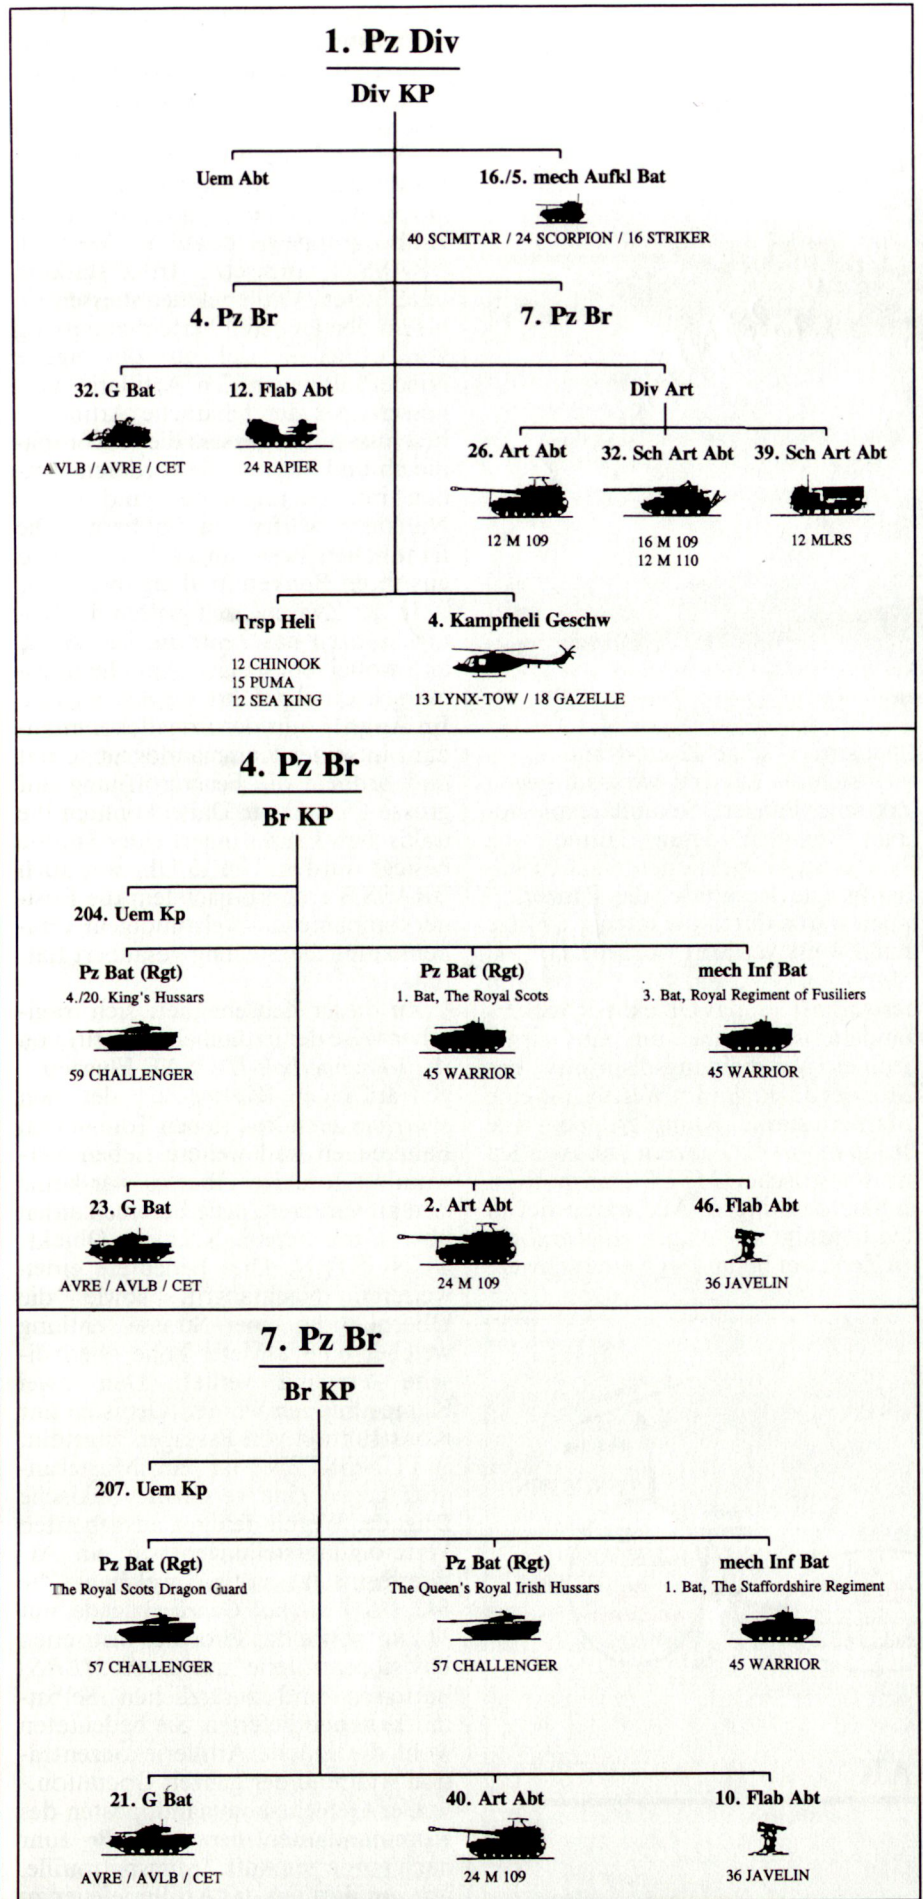 1. Pz Div
Div KP
Uem Abt
16./5. mech Aufkl Bat
40 SCIMITAR / 24 SCORPION / 16 STRIKER
4. Pz Br
7. Pz Br
32. G Bat
12. Flab Abt
Div Art
AVLB / AVRE / CET
24 RAPIER
26. Art Abt
32. Sch Art Abt
39. Sch Art Abt
12 M 109
16 M 109
12 M 110
12 MLRS
Trsp Heli
4. Kampfheli Geschw
12 CHINOOK
15 PUMA
12 SEA KING
13 LYNX-TOW / 18 GAZELLE
4. Pz Br
Br KP
204. Uem Kp
Pz Bat (Rgt)
4./20. King's Hussars
59 CHALLENGER
Pz Bat (Rgt)
1. Bat, The Royal Scots
45 WARRIOR
mech Inf Bat
3. Bat, Royal Regiment of Fusiliers
45 WARRIOR
23. G Bat
AVRE / AVLB / CET
2. Art Abt
24 M 109
46. Flab Abt
36 JAVELIN
7. Pz Br
Br KP
207. Uem Kp
Pz Bat (Rgt)
The Royal Scots Dragon Guard
57 CHALLENGER
Pz Bat (Rgt)
The Queen's Royal Irish Hussars
57 CHALLENGER
mech Inf Bat
1. Bat, The Staffordshire Regiment
45 WARRIOR
21. G Bat
AVRE / AVLB / CET
40. Art Abt
24 M 109
10. Flab Abt
36 JAVELIN